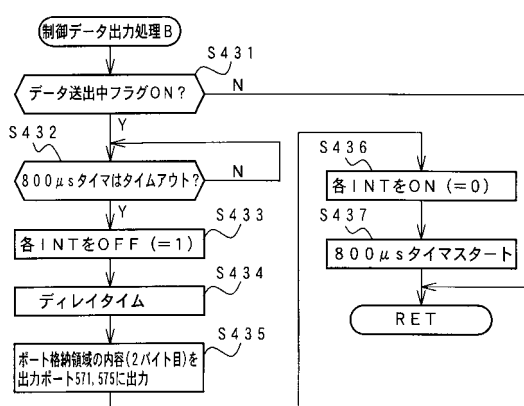 制御データ出力処理B
S431
データ送出中フラグON?
N
Y
S432
800μsタイマはタイムアウト?
N
Y
S433
各INTをOFF(=1)
S434
ディレイタイム
S435
ポート格納領域の内容(2バイト目)を
出力ポート571,575に出力
S436
各INTをON(=0)
S437
800μsタイマスタート
RET